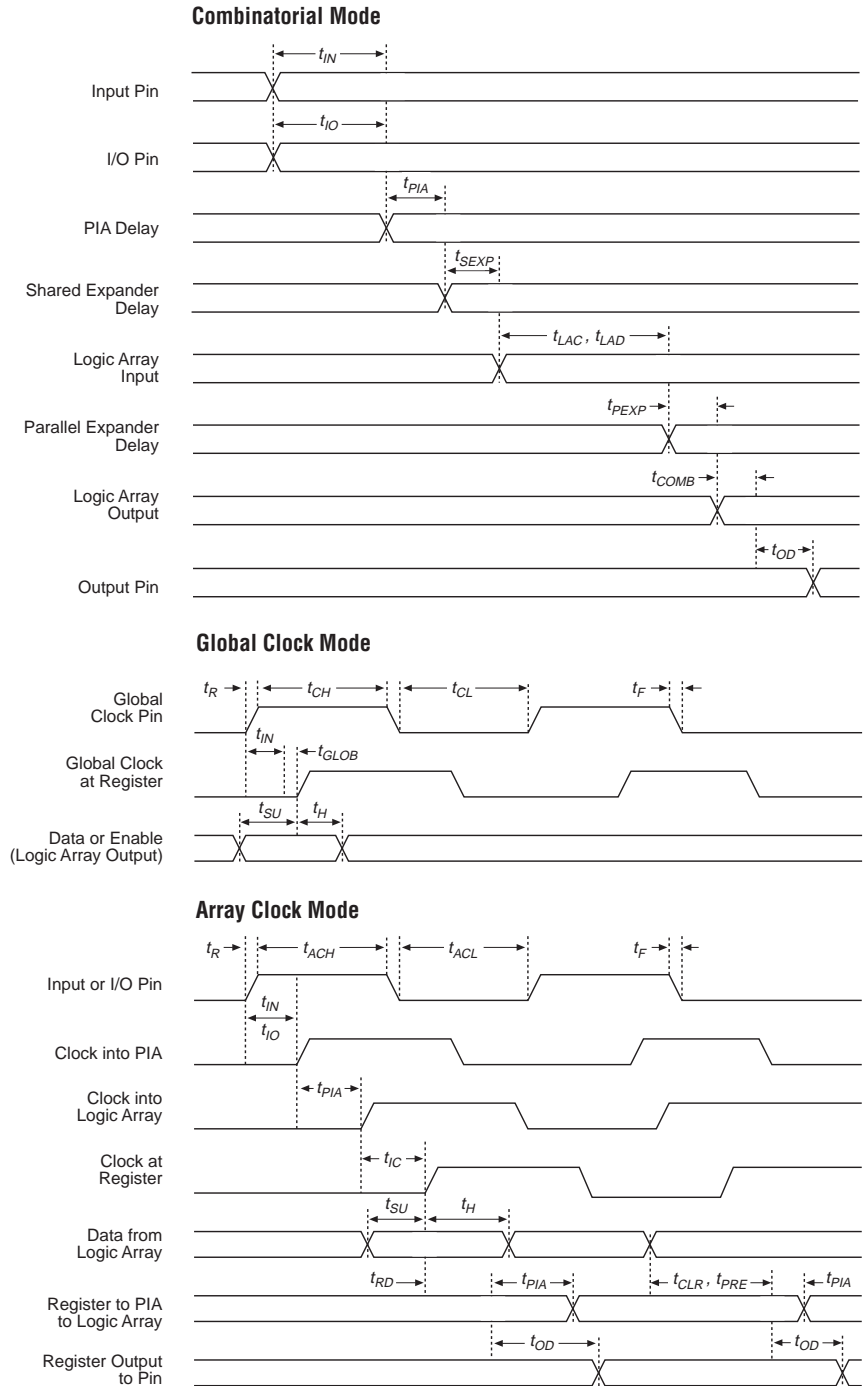 Combinatorial Mode
tIN
Input Pin
tIO
I/O Pin
tPIA
PIA Delay
tSEXP
Shared Expander
Delay
tLAC , tLAD
Logic Array
Input
tPEXP
Parallel Expander
Delay
tCOMB
Logic Array
Output
tOD
Output Pin
Global Clock Mode
tR tCH tCL tF
Global
Clock Pin
tIN tGLOB
Global Clock
at Register
tSU tH
Data or Enable
(Logic Array Output)
Array Clock Mode
tR tACH tACL tF
Input or I/O Pin
tIN
tIO
Clock into PIA
tPIA
Clock into
Logic Array
tIC
Clock at
Register
tSU tH
Data from
Logic Array
tRD tPIA tCLR , tPRE tPIA
Register to PIA
to Logic Array
tOD tOD
Register Output
to Pin